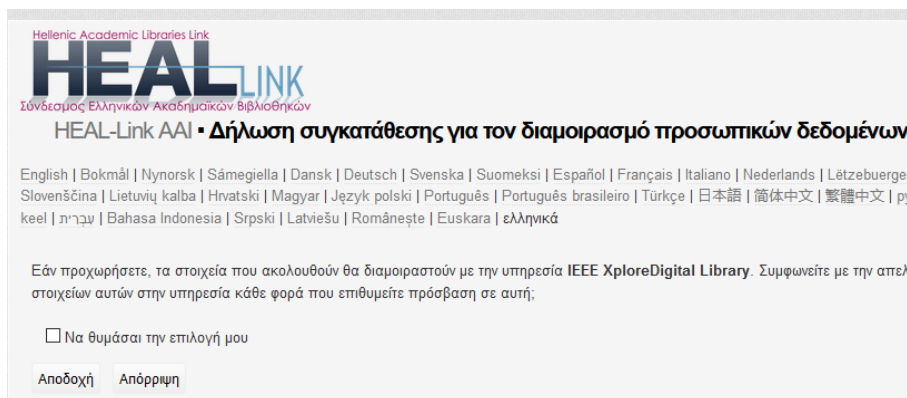 Hellenic Academic Libraries Link
HEAL LINK
Σύνδεσμος Ελληνικών Ακαδημαϊκών Βιβλιοθηκών
HEAL-Link AAI ▪ Δήλωση συγκατάθεσης για τον διαμοιρασμό προσωπικών δεδομένων
English | Bokmål | Nynorsk | Sámegiella | Dansk | Deutsch | Svenska | Suomeksi | Español | Français | Italiano | Nederlands | Lëtzebuerge
Slovenščina | Lietuvių kalba | Hrvatski | Magyar | Język polski | Português | Português brasileiro | Türkçe | 日本語 | 简体中文 | 繁體中文 | ру
keel | עִבְרִית | Bahasa Indonesia | Srpski | Latviešu | Românește | Euskara | ελληνικά
Εάν προχωρήσετε, τα στοιχεία που ακολουθούν θα διαμοιραστούν με την υπηρεσία IEEE XploreDigital Library. Συμφωνείτε με την απελ
στοιχείων αυτών στην υπηρεσία κάθε φορά που επιθυμείτε πρόσβαση σε αυτή;
Να θυμάσαι την επιλογή μου
Αποδοχή Απόρριψη